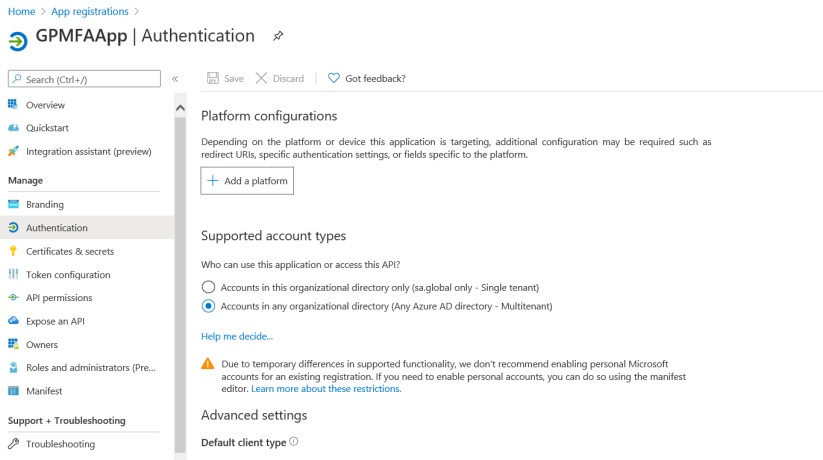 Home > App registrations >
GPMFAApp | Authentication
Search (Ctrl+/)
«
Save
Discard
Got feedback?
Overview
Quickstart
Integration assistant (preview)
Manage
Branding
Authentication
Certificates & secrets
Token configuration
API permissions
Expose an API
Owners
Roles and administrators (Pre...
Manifest
Support + Troubleshooting
Troubleshooting
Platform configurations
Depending on the platform or device this application is targeting, additional configuration may be required such as
redirect URIs, specific authentication settings, or fields specific to the platform.
+ Add a platform
Supported account types
Who can use this application or access this API?
Accounts in this organizational directory only (sa.global only - Single tenant)
Accounts in any organizational directory (Any Azure AD directory - Multitenant)
Help me decide...
Due to temporary differences in supported functionality, we don't recommend enabling personal Microsoft
accounts for an existing registration. If you need to enable personal accounts, you can do so using the manifest
editor. Learn more about these restrictions.
Advanced settings
Default client type